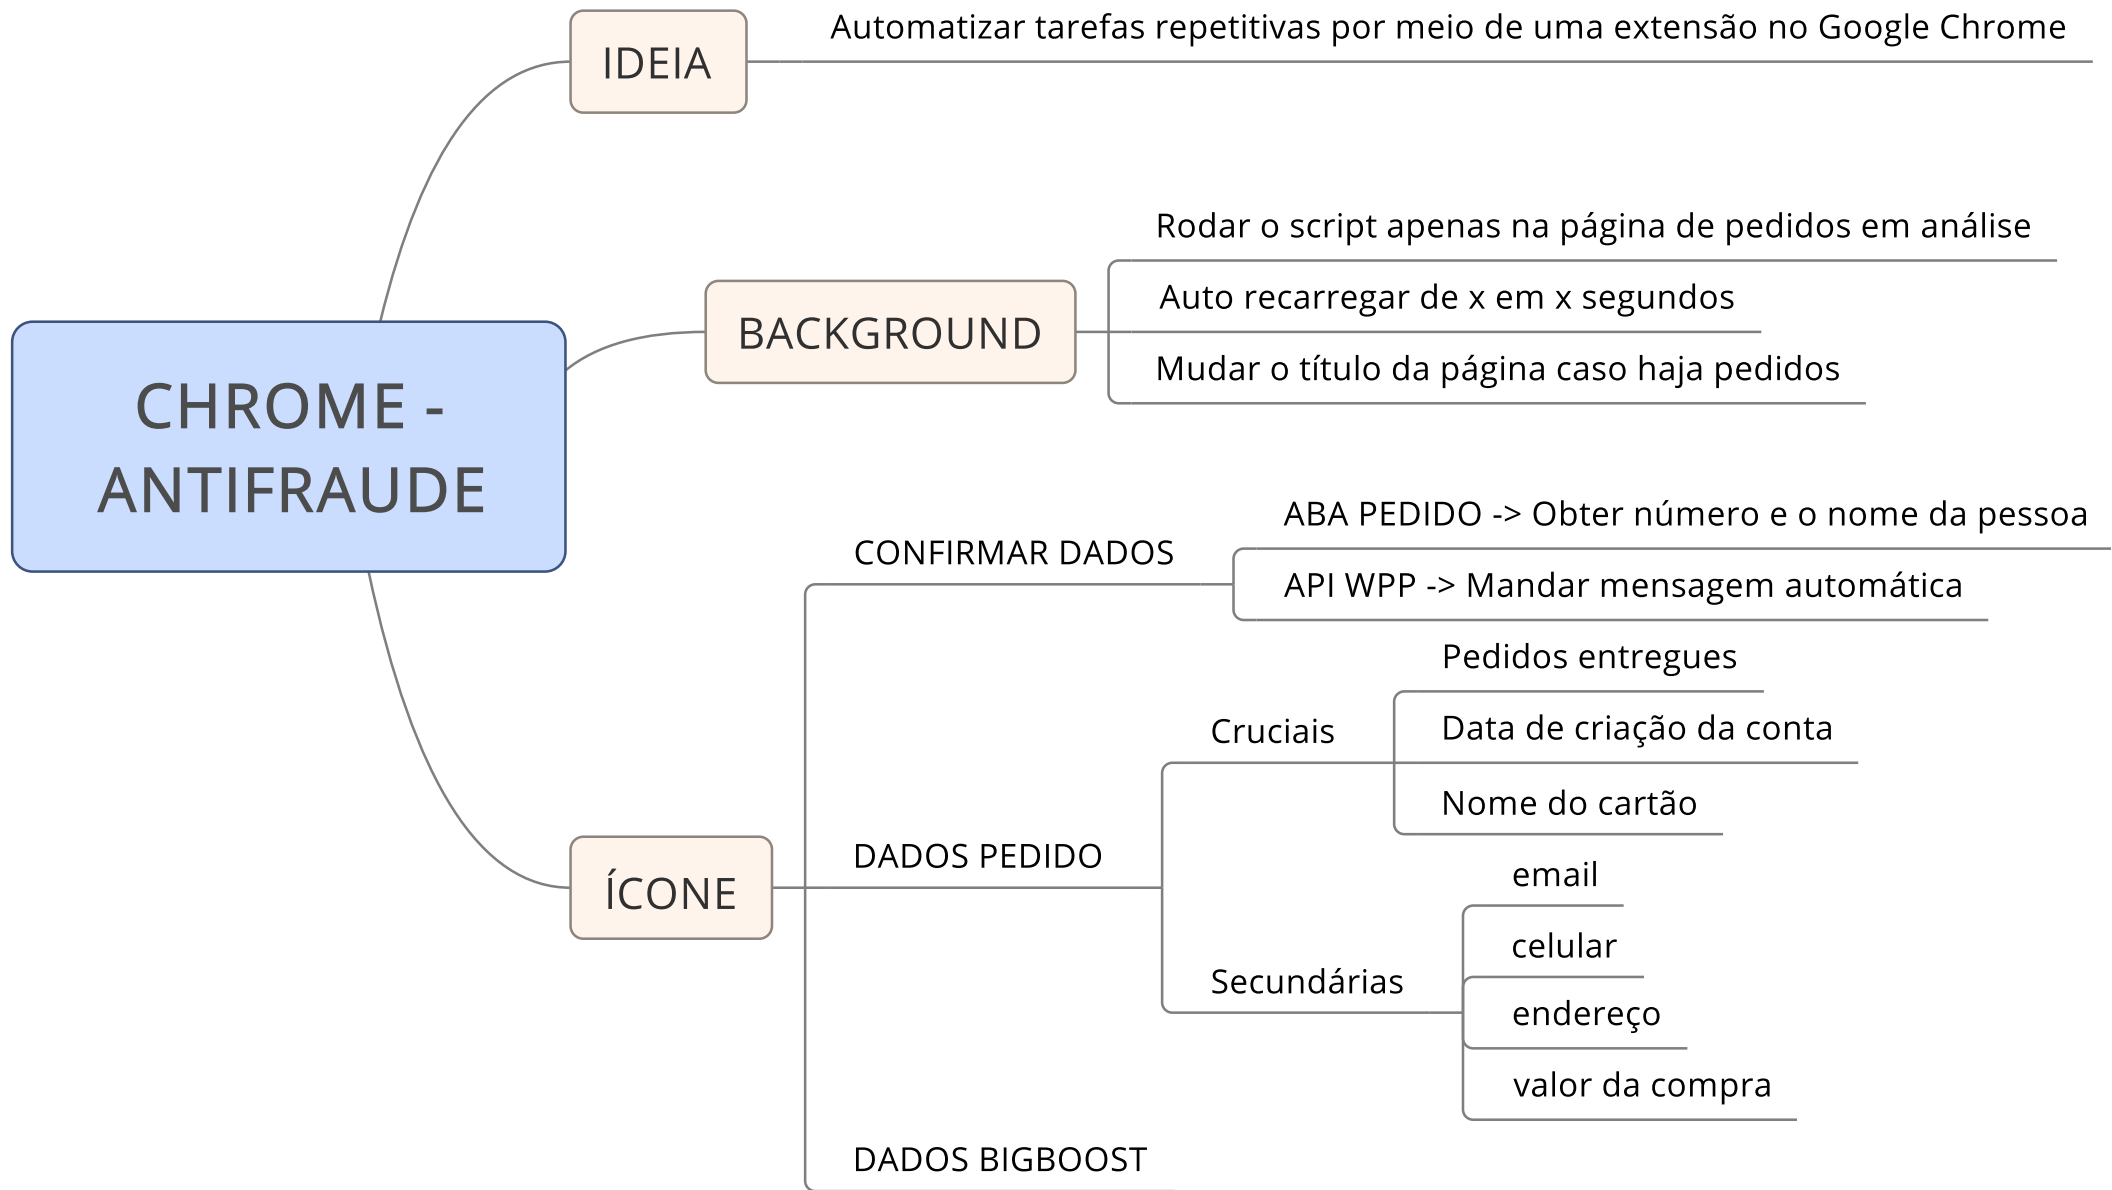 IDEIA
Automatizar tarefas repetitivas por meio de uma extensão no Google Chrome
BACKGROUND
Rodar o script apenas na página de pedidos em análise
Auto recarregar de x em x segundos
Mudar o título da página caso haja pedidos
CHROME -
ANTIFRAUDE
ÍCONE
CONFIRMAR DADOS
ABA PEDIDO -> Obter número e o nome da pessoa
API WPP -> Mandar mensagem automática
DADOS PEDIDO
Cruciais
Pedidos entregues
Data de criação da conta
Nome do cartão
Secundárias
email
celular
endereço
valor da compra
DADOS BIGBOOST